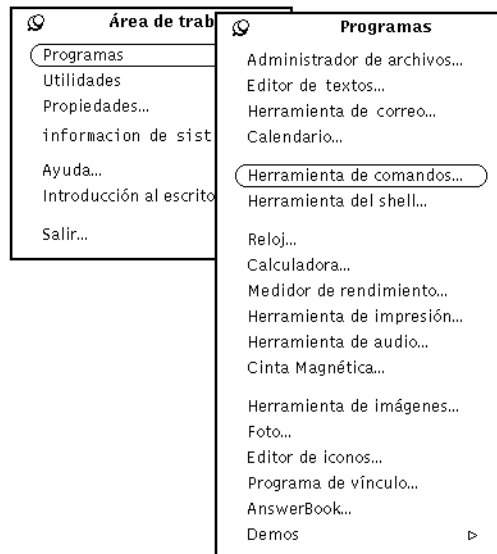 Área de trab
Programas
Utilidades
Propiedades...
informacion de sist
Ayuda...
Introducción al escrito
Salir...
Programas
Administrador de archivos...
Editor de textos...
Herramienta de correo...
Calendario...
Herramienta de comandos...
Herramienta del shell...
Reloj...
Calculadora...
Medidor de rendimiento...
Herramienta de impresión...
Herramienta de audio...
Cinta Magnética...
Herramienta de imágenes...
Foto...
Editor de iconos...
Programa de vínculo...
AnswerBook...
Demos